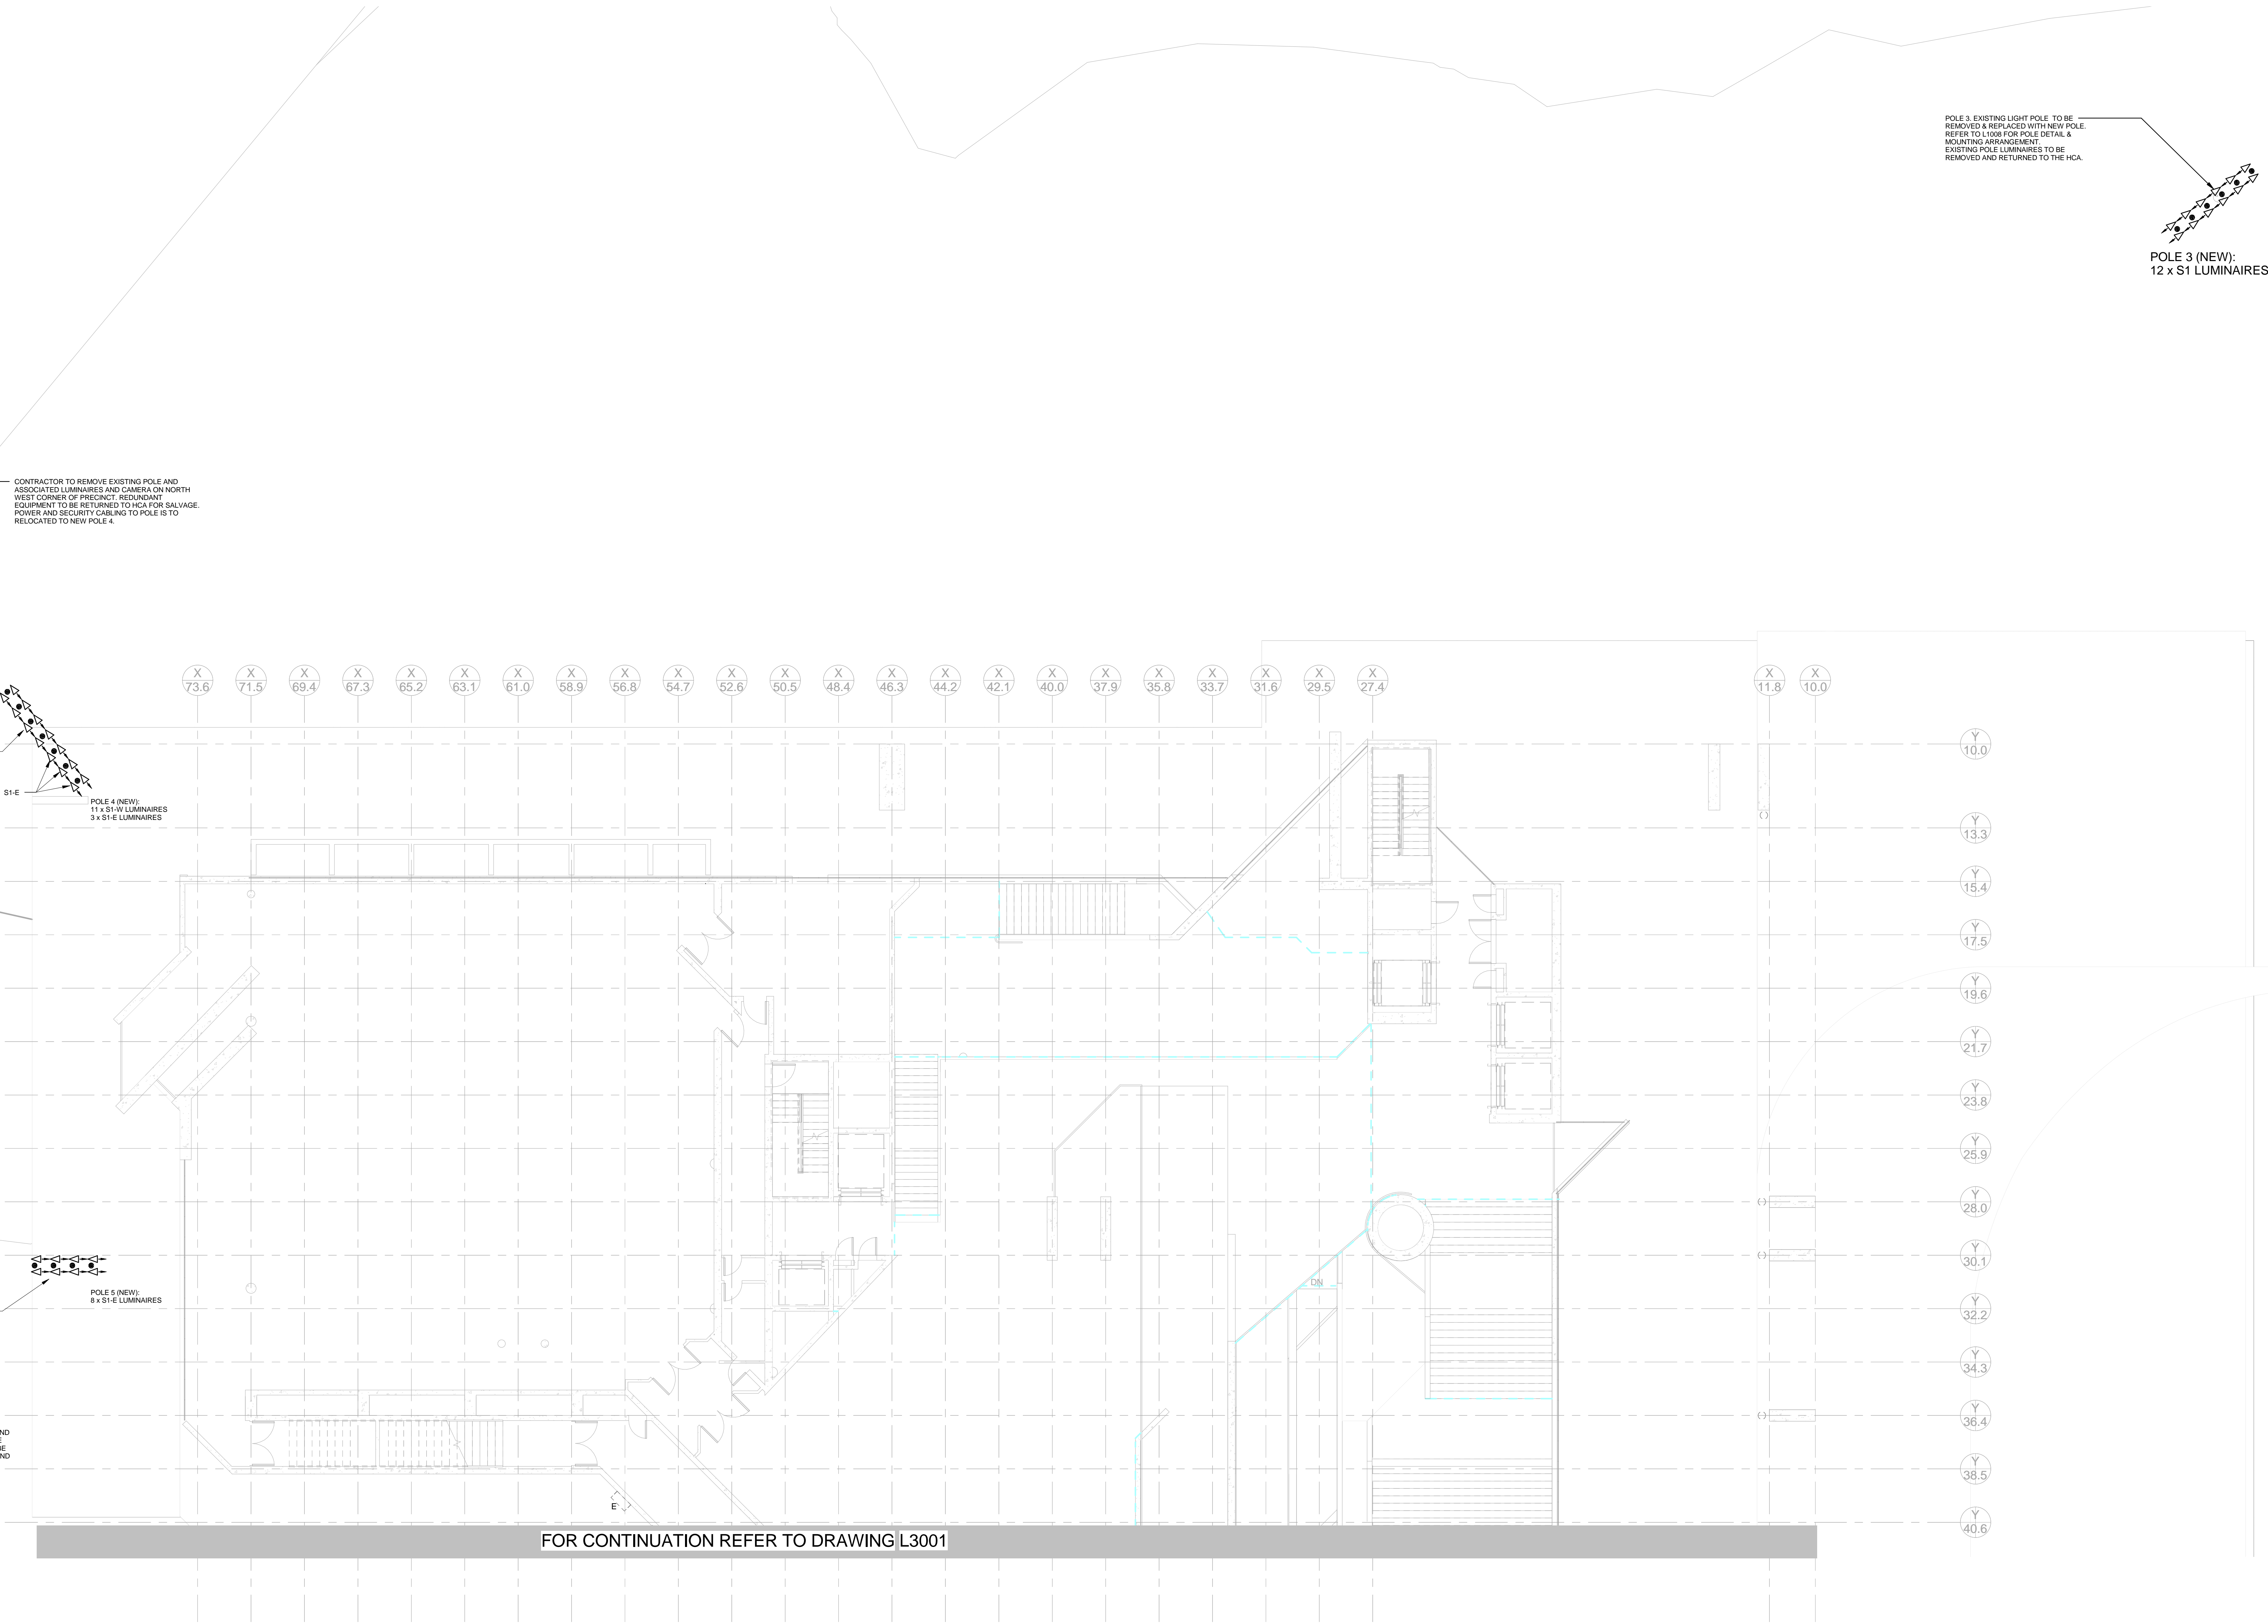 POLE 3. EXISTING LIGHT POLE TO BE
REMOVED & REPLACED WITH NEW POLE.
REFER TO L1008 FOR POLE DETAIL &
MOUNTING ARRANGEMENT.
EXISTING POLE LUMINAIRES TO BE
REMOVED AND RETURNED TO THE HCA.
POLE 3 (NEW):
12 x S1 LUMINAIRES
CONTRACTOR TO REMOVE EXISTING POLE AND
ASSOCIATED LUMINAIRES AND CAMERA ON NORTH
WEST CORNER OF PRECINCT. REDUNDANT
EQUIPMENT TO BE RETURNED TO HCA FOR SALVAGE.
POWER AND SECURITY CABLING TO POLE IS TO
RELOCATED TO NEW POLE 4.
X X X X X X X X X X X X X X X X X X X X X X X X X
73.6 71.5 69.4 67.3 65.2 63.1 61.0 58.9 56.8 54.7 52.6 50.5 48.4 46.3 44.2 42.1 40.0 37.9 35.8 33.7 31.6 29.5 27.4 11.8 10.0
Y
10.0
S1-E
POLE 4 (NEW):
11 x S1-W LUMINAIRES
3 x S1-E LUMINAIRES
Y
13.3
Y
15.4
Y
17.5
Y
19.6
Y
21.7
Y
23.8
Y
25.9
Y
28.0
Y
30.1
DN
POLE 5 (NEW):
8 x S1-E LUMINAIRES
Y
32.2
Y
34.3
Y
36.4
ND
E
BE
ND
Y
38.5
E
Y
40.6
FOR CONTINUATION REFER TO DRAWING L3001